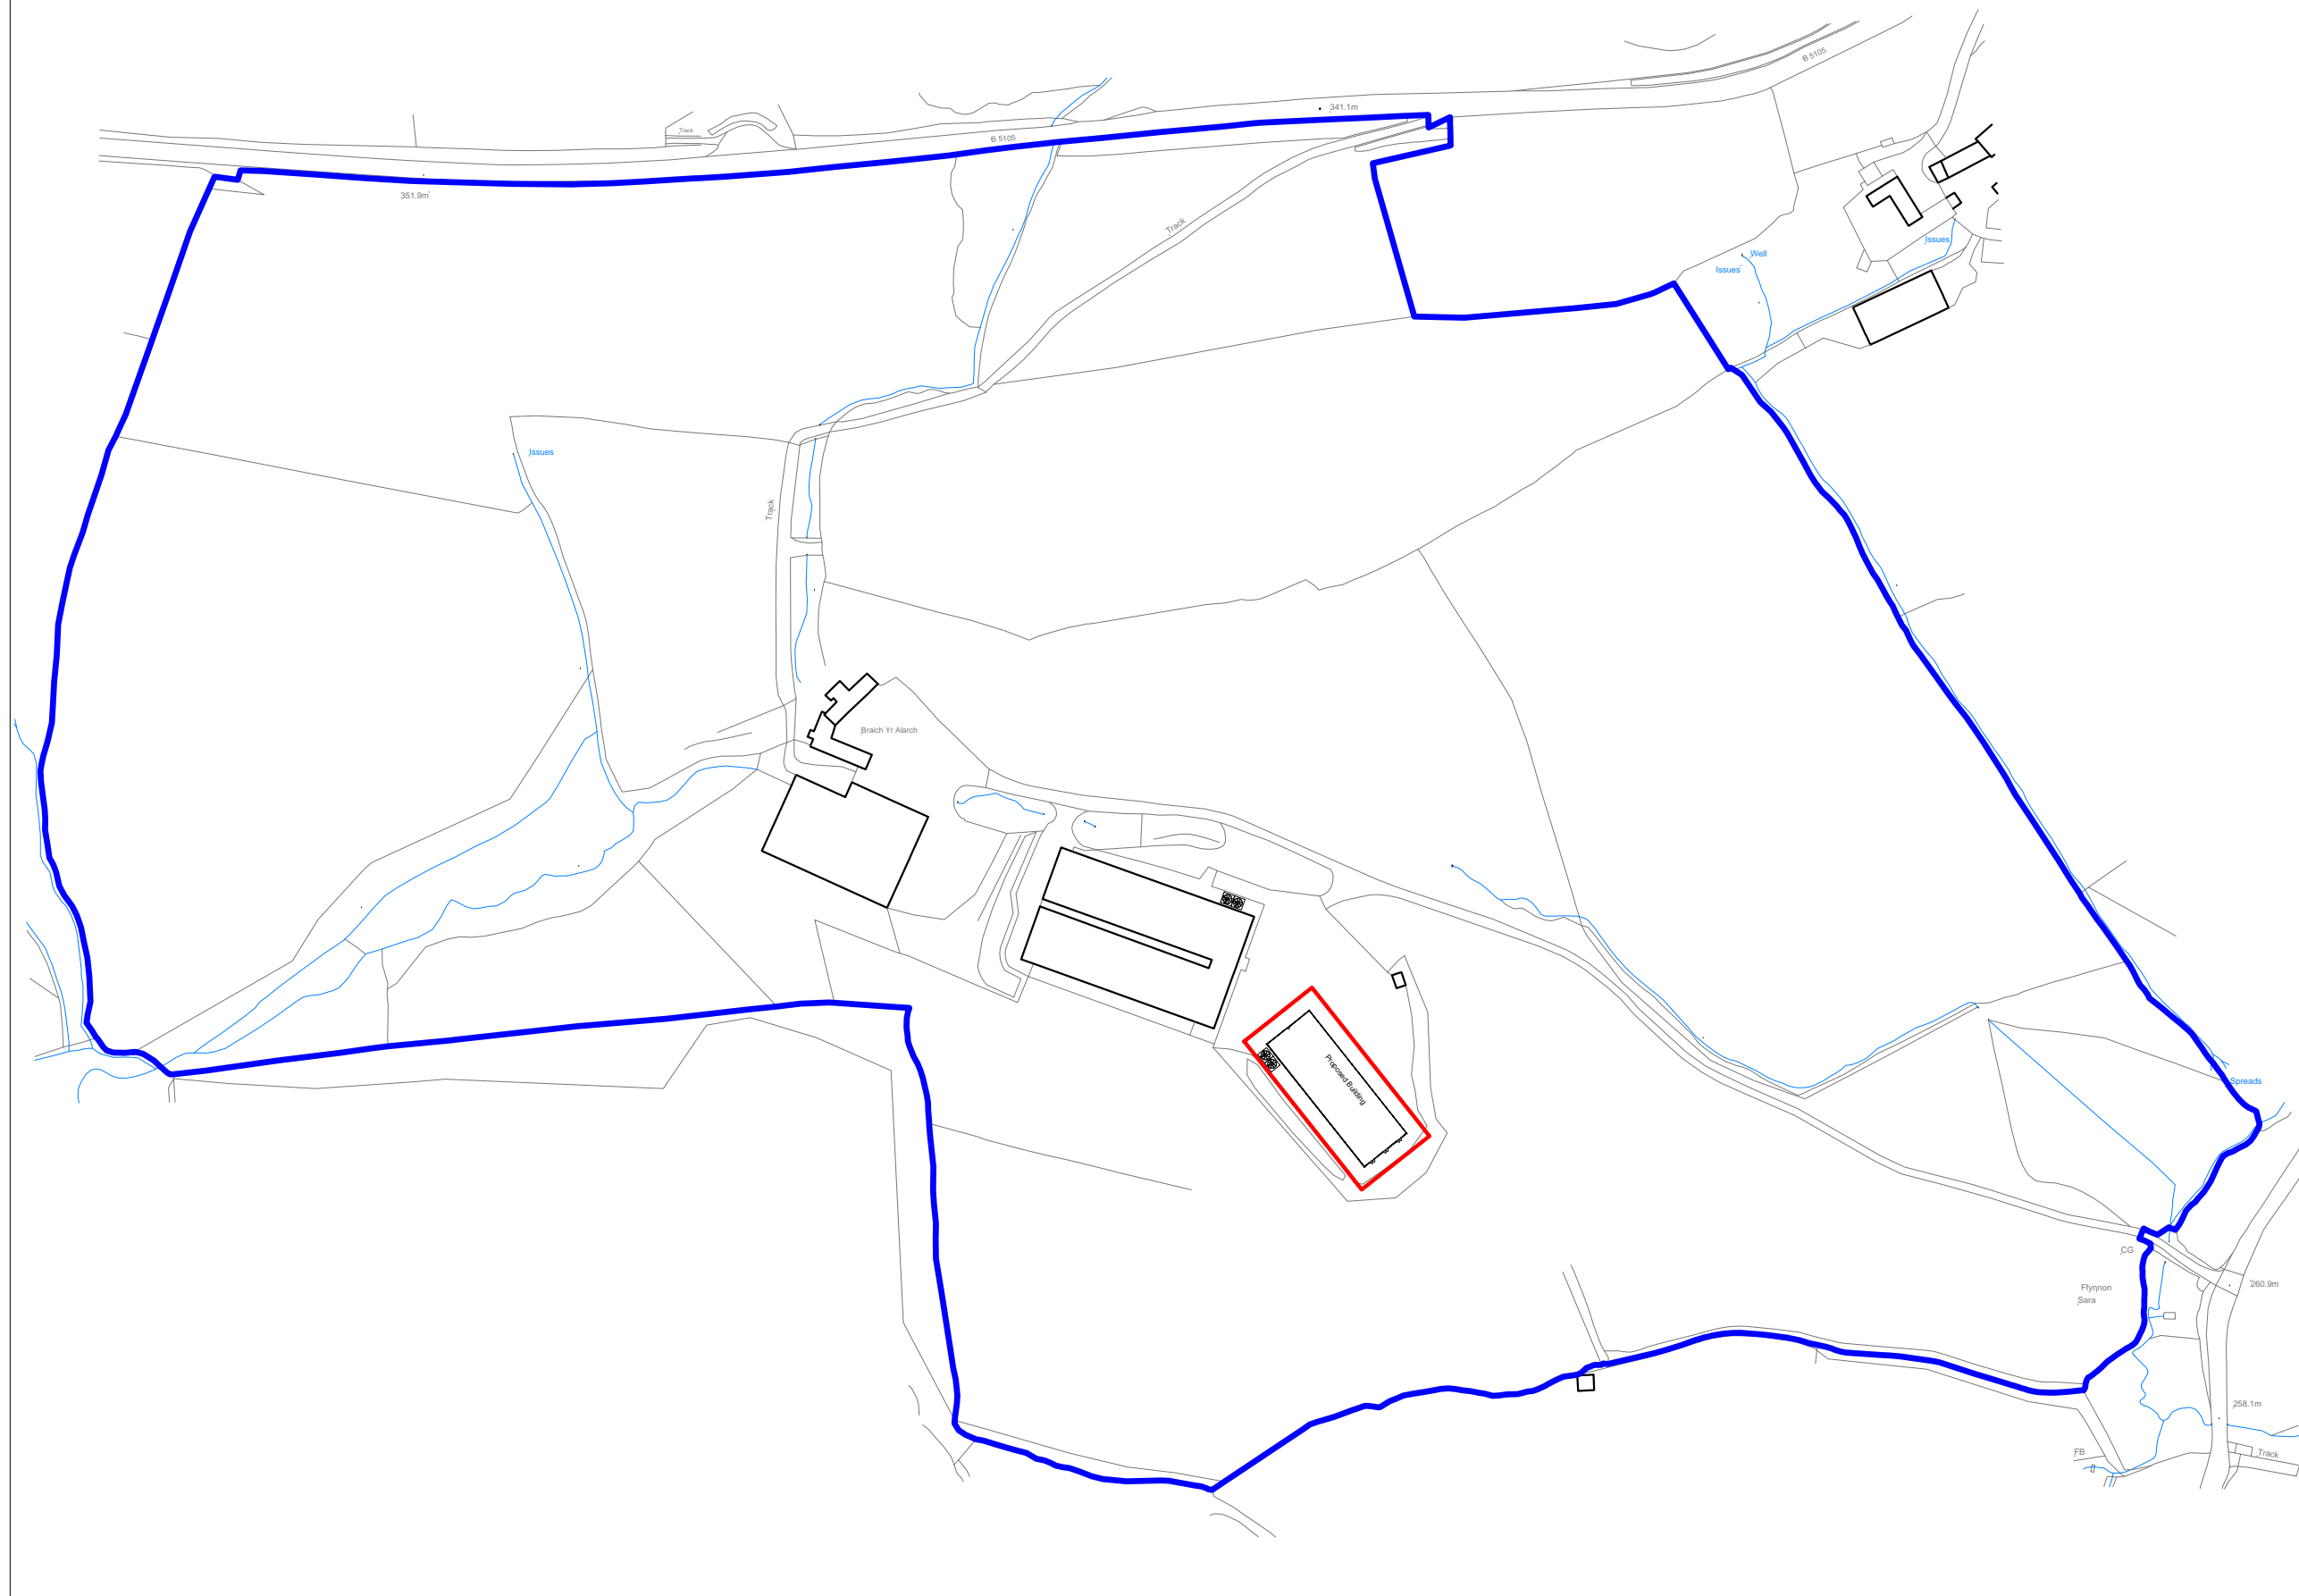 B 5105
341.1m
Track
B 5105
351.9m
Track
Issues
Well
Issues
Issues
Track
Braich Yr Alarch
Proposed Building
Spreads
CG
Ffynnon
Sara
260.9m
258.1m
FB
Track